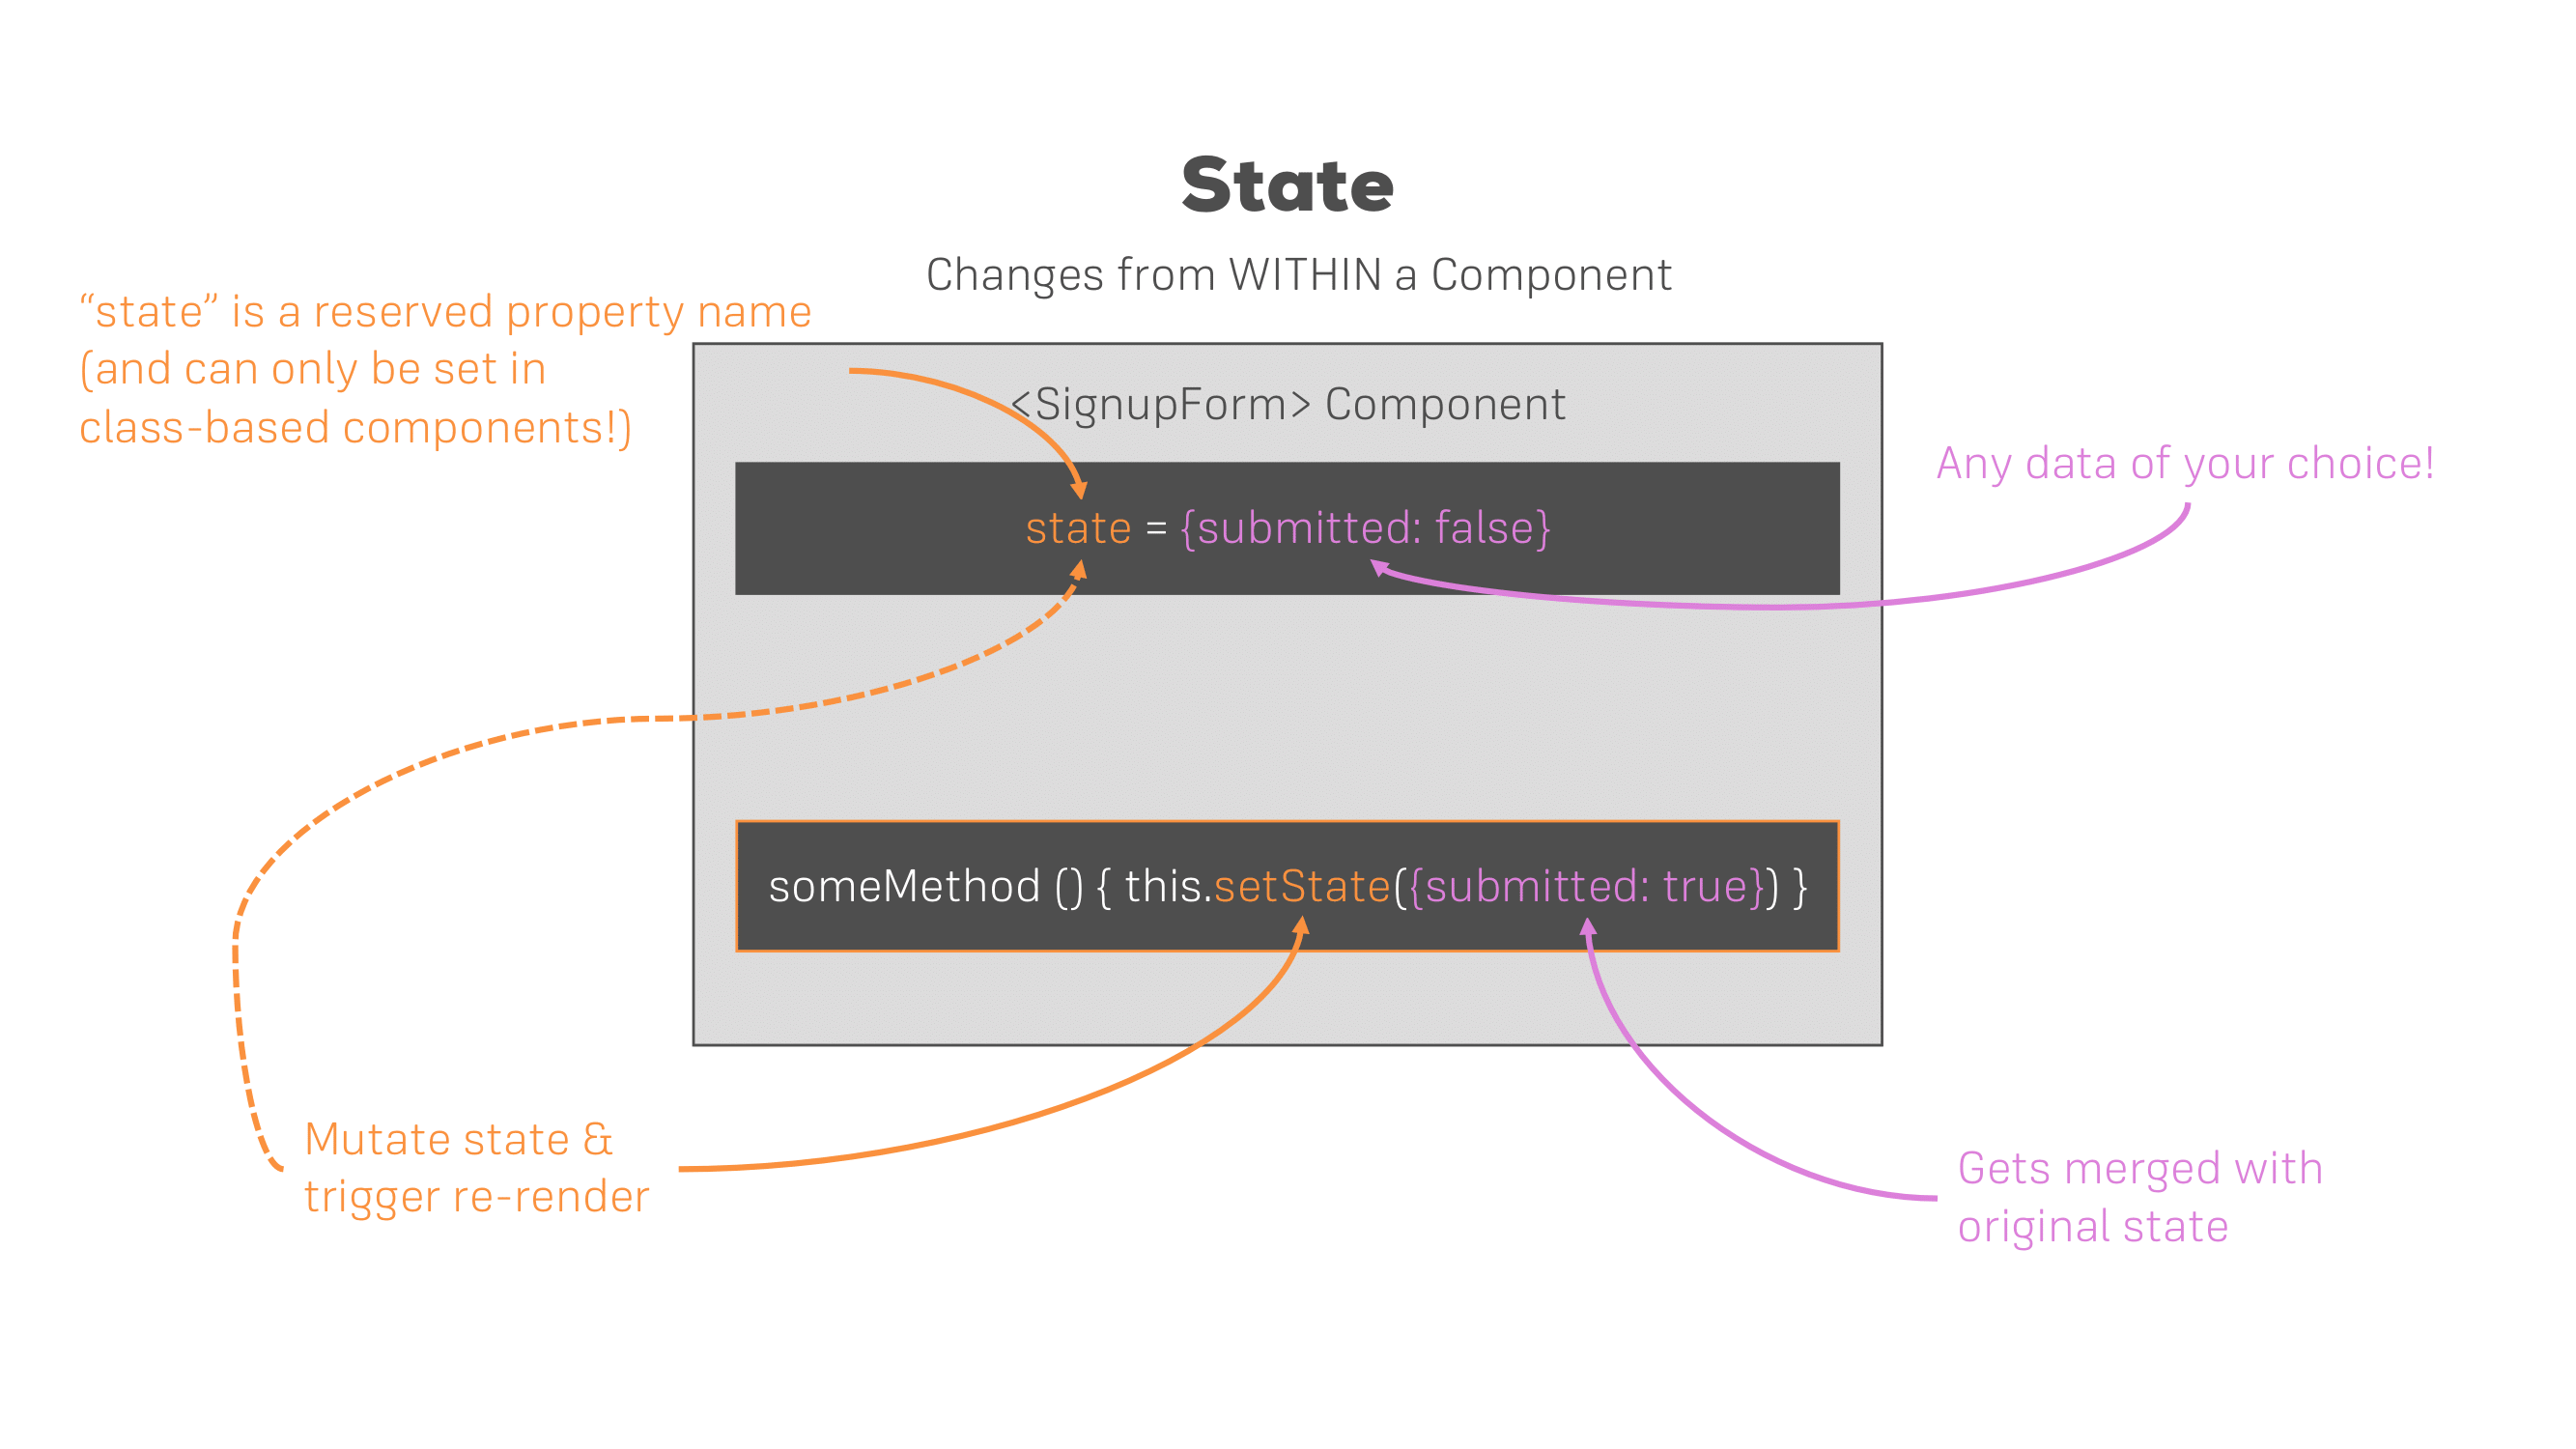 State
Changes from WITHIN a Component
“state” is a reserved property name
(and can only be set in
class-based components!)
<SignupForm> Component
Any data of your choice!
state = {submitted: false}
someMethod () { this.setState({submitted: true}) }
Mutate state &
trigger re-render
Gets merged with
original state